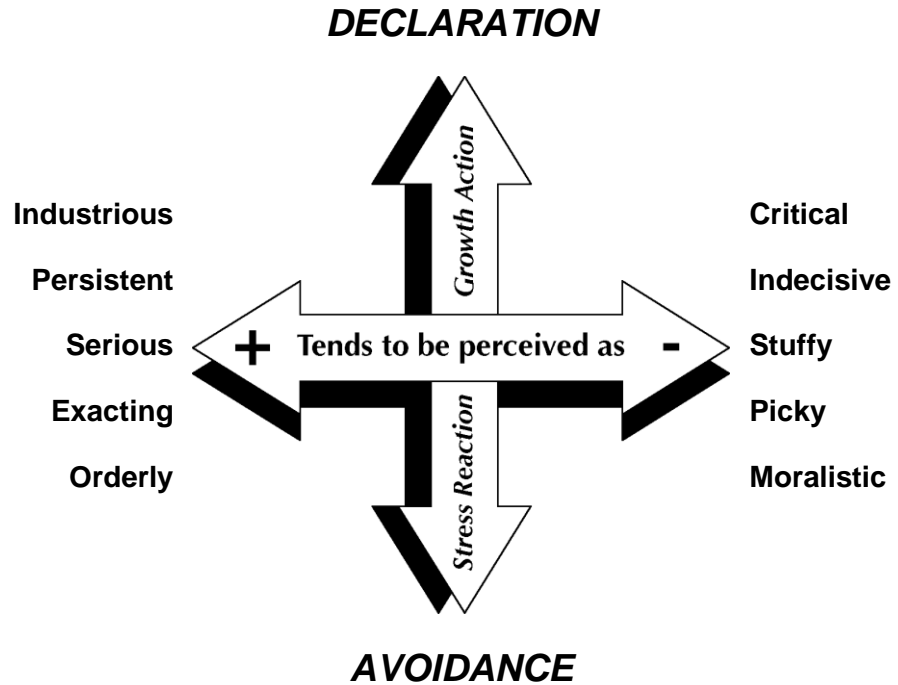 DECLARATION
Growth Action
Industrious
Persistent
Serious
Exacting
Orderly
+ Tends to be perceived as -
Critical
Indecisive
Stuffy
Picky
Moralistic
Stress Reaction
AVOIDANCE